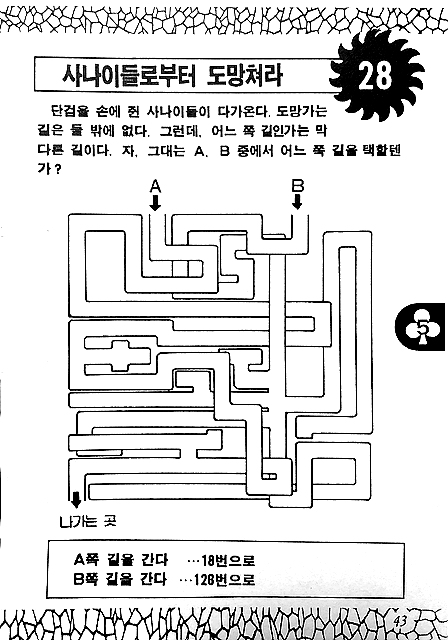 사나이들로부터 도망쳐라
28
단검을 손에 쥔 사나이들이 다가온다. 도망가는
길은 둘 밖에 없다. 그런데, 어느 쪽 길인가는 막
다른 길이다. 자, 그대는 A, B 중에서 어느 쪽 길을 택할텐
가?
A
B
5
나가는 곳
A쪽 길을 간다 …18번으로
B쪽 길을 간다 …126번으로
43